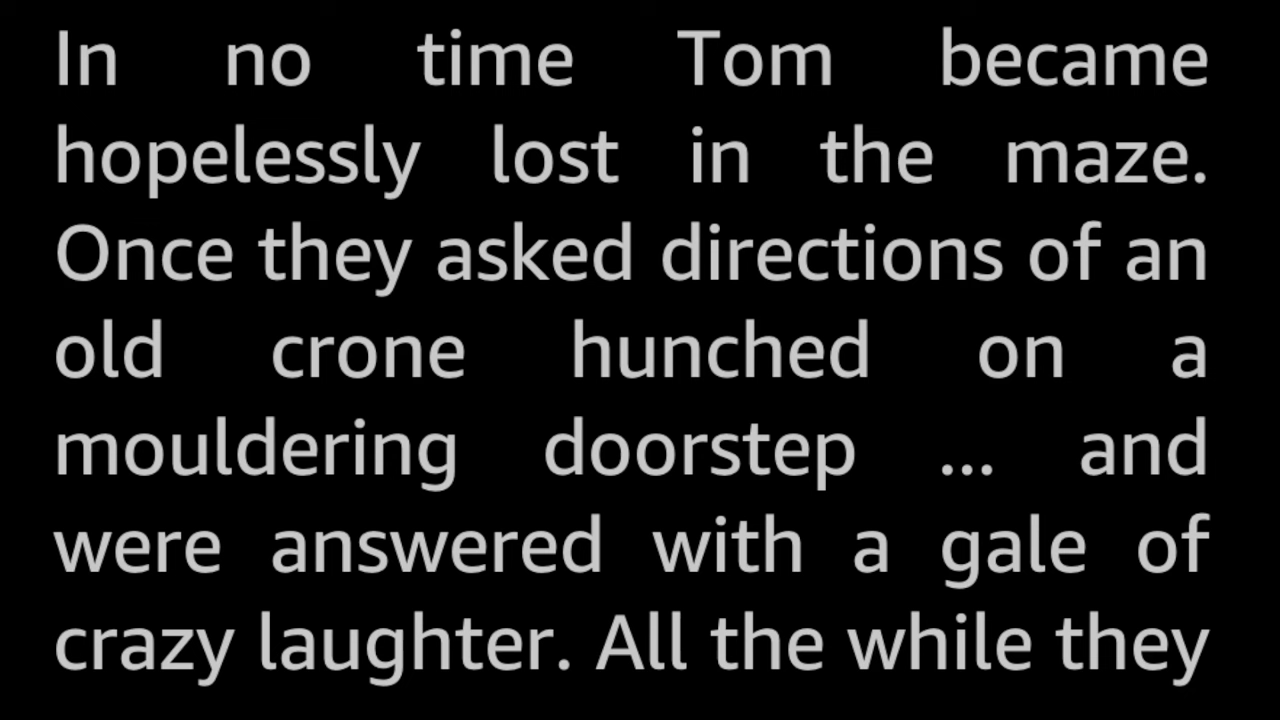 In no time Tom became
hopelessly lost in the maze.
Once they asked directions of an
old crone hunched on a
mouldering doorstep ... and
were answered with a gale of
crazy laughter. All the while they